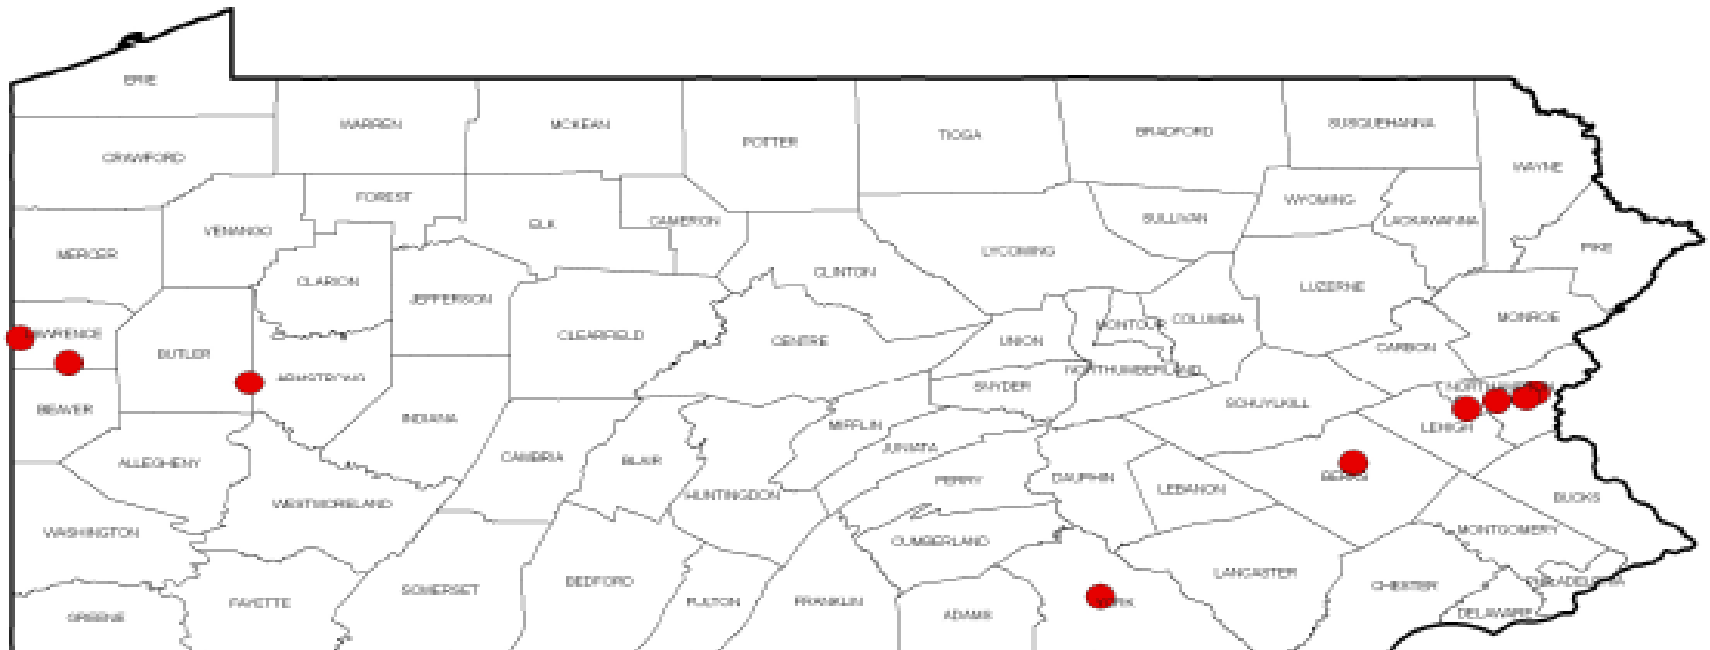 ERIE
WARREN
MCKEAN
POTTER
TIOGA
BRADFORD
SUSQUEHANNA
CRAWFORD
WAYNE
FOREST
WYOMING
LACKAWANNA
VENANGO
ELK
CAMERON
SULLIVAN
MERCER
LYCOMING
PIKE
CLARION
CLINTON
JEFFERSON
LUZERNE
CLEARFIELD
CENTRE
UNION
MONTOUR
COLUMBIA
MONROE
BUTLER
CARBON
NORTHUMBERLAND
ARMSTRONG
SNYDER
BEAVER
INDIANA
MIFFLIN
SCHUYLKILL
LEHIGH
ALLEGHENY
CAMBRIA
BLAIR
JUNIATA
PERRY
DAUPHIN
LEBANON
HUNTINGDON
BUCKS
WESTMORELAND
WASHINGTON
CUMBERLAND
MONTGOMERY
SOMERSET
BEDFORD
LANCASTER
CHESTER
PHILADELPHIA
GREENE
FAYETTE
FULTON
FRANKLIN
ADAMS
DELAWARE